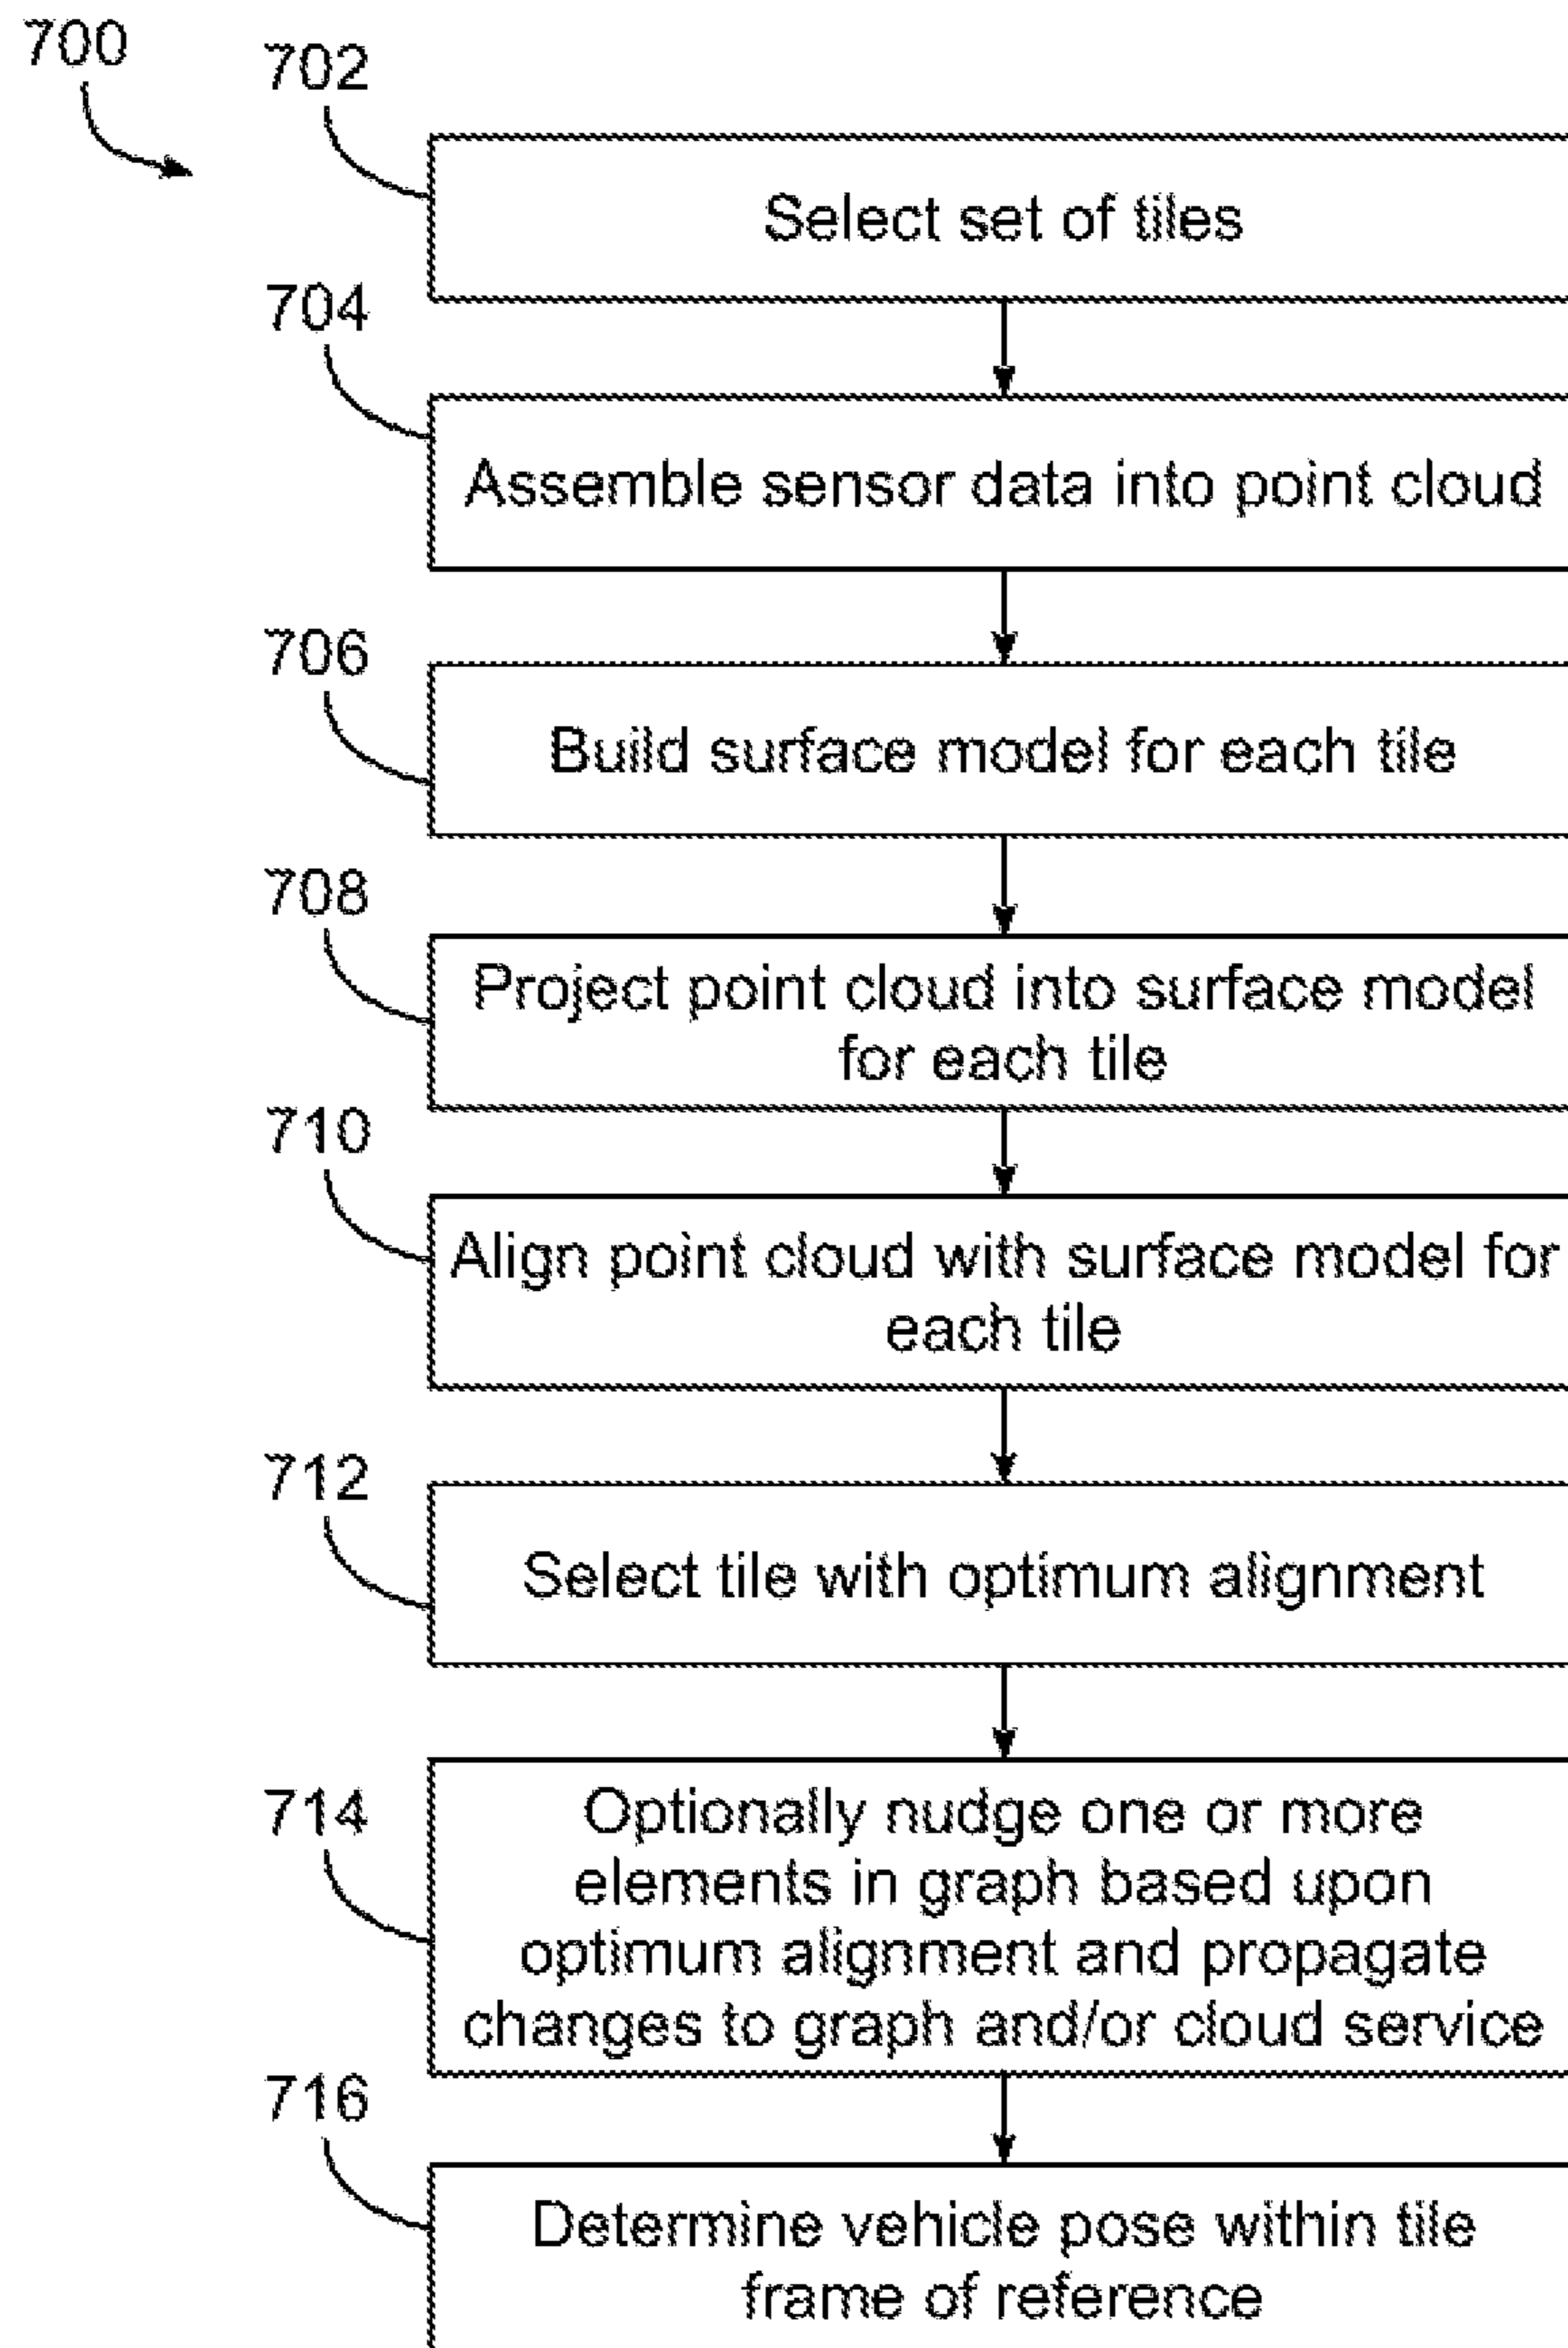 700
702
Select set of tiles
704
Assemble sensor data into point cloud
706
Build surface model for each tile
708
Project point cloud into surface model
for each tile
710
Align point cloud with surface model for
each tile
712
Select tile with optimum alignment
714
Optionally nudge one or more
elements in graph based upon
optimum alignment and propagate
changes to graph and/or cloud service
716
Determine vehicle pose within tile
frame of reference